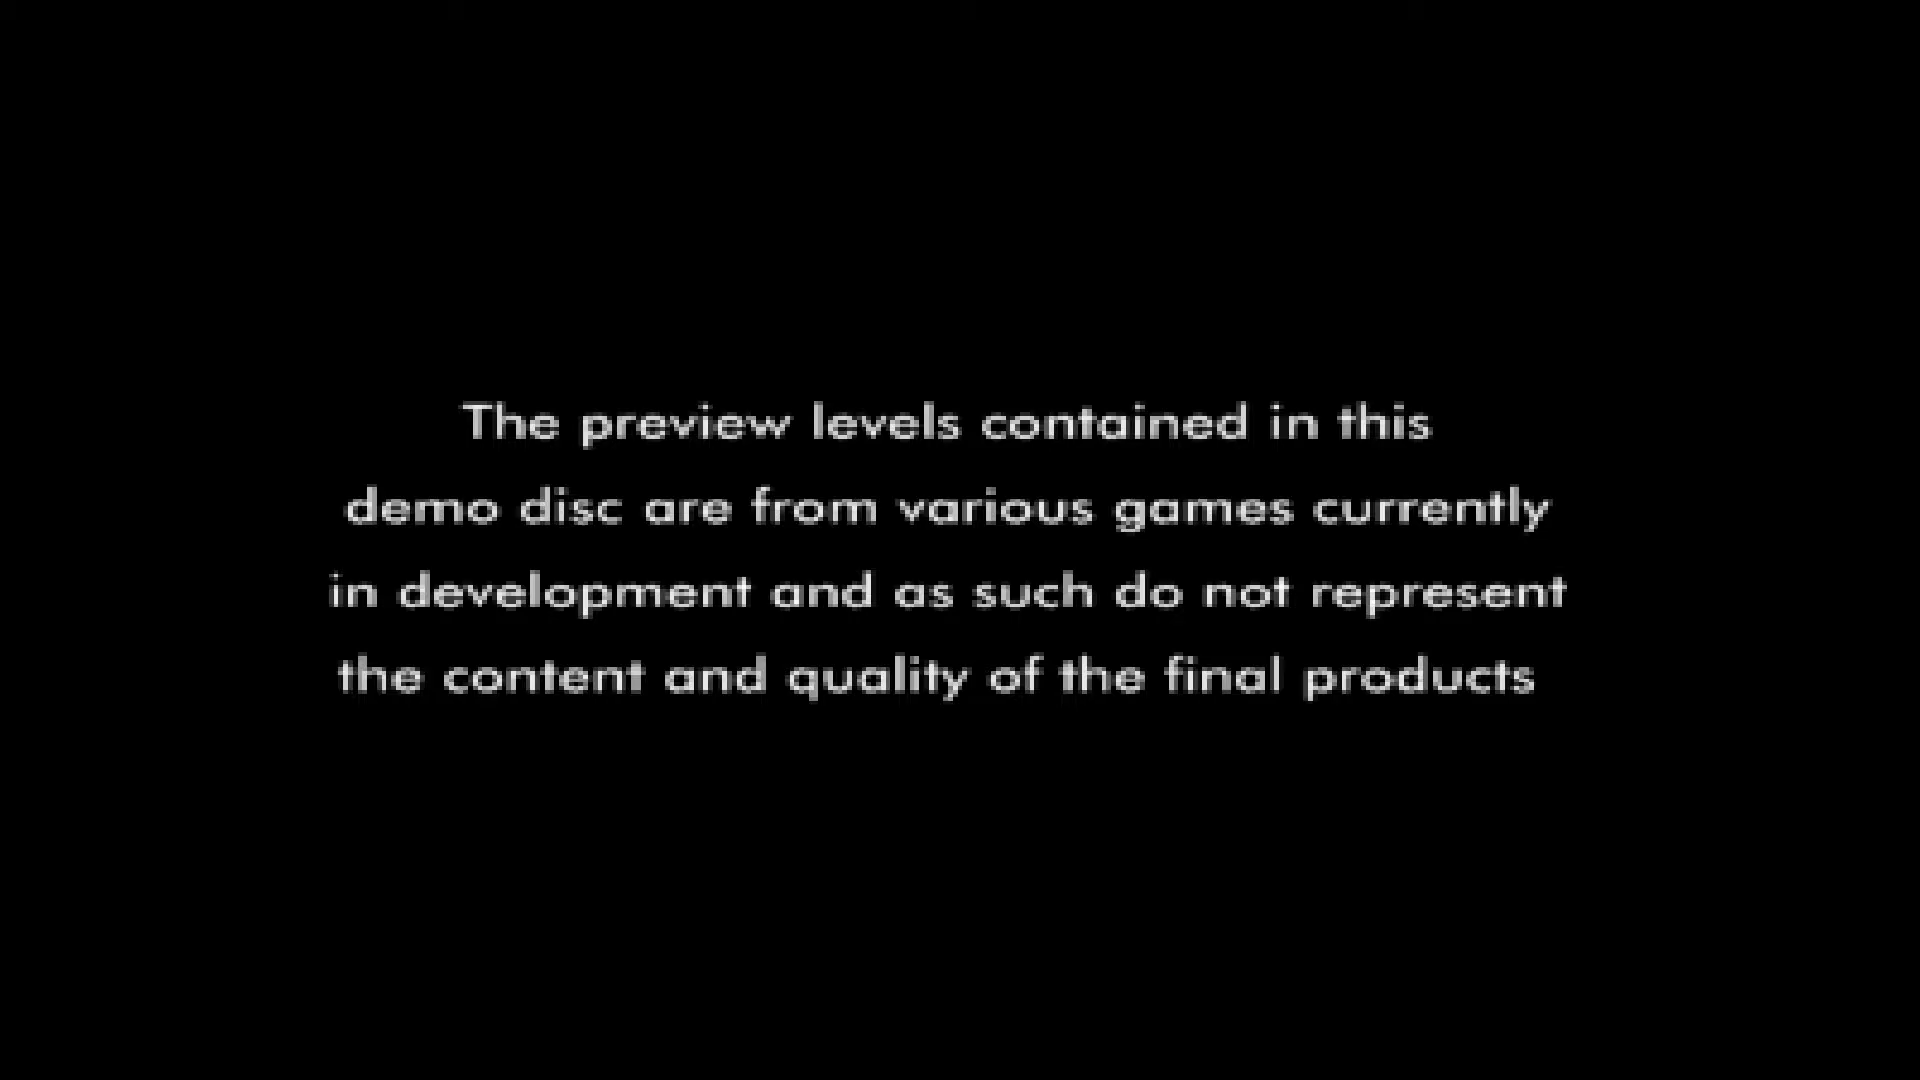 The preview levels contained in this
demo disc are from various games currently
in development and as such do not represent
the content and quality of the final products